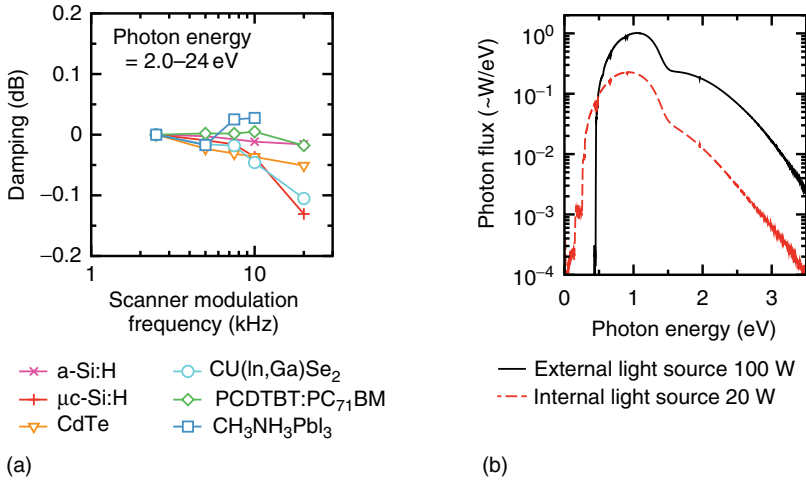 Photon energy
= 2.0–24 eV
0.2
0.1
0
−0.1
−0.2
Damping (dB)
1
10
Scanner modulation
frequency (kHz)
a-Si:H
µc-Si:H
CdTe
CU(In,Ga)Se2
PCDTBT:PC71BM
CH3NH3PbI3
(a)
10^0
10^−1
10^−2
10^−3
10^−4
Photon flux (~W/eV)
0
1
2
3
Photon energy (eV)
External light source 100 W
Internal light source 20 W
(b)